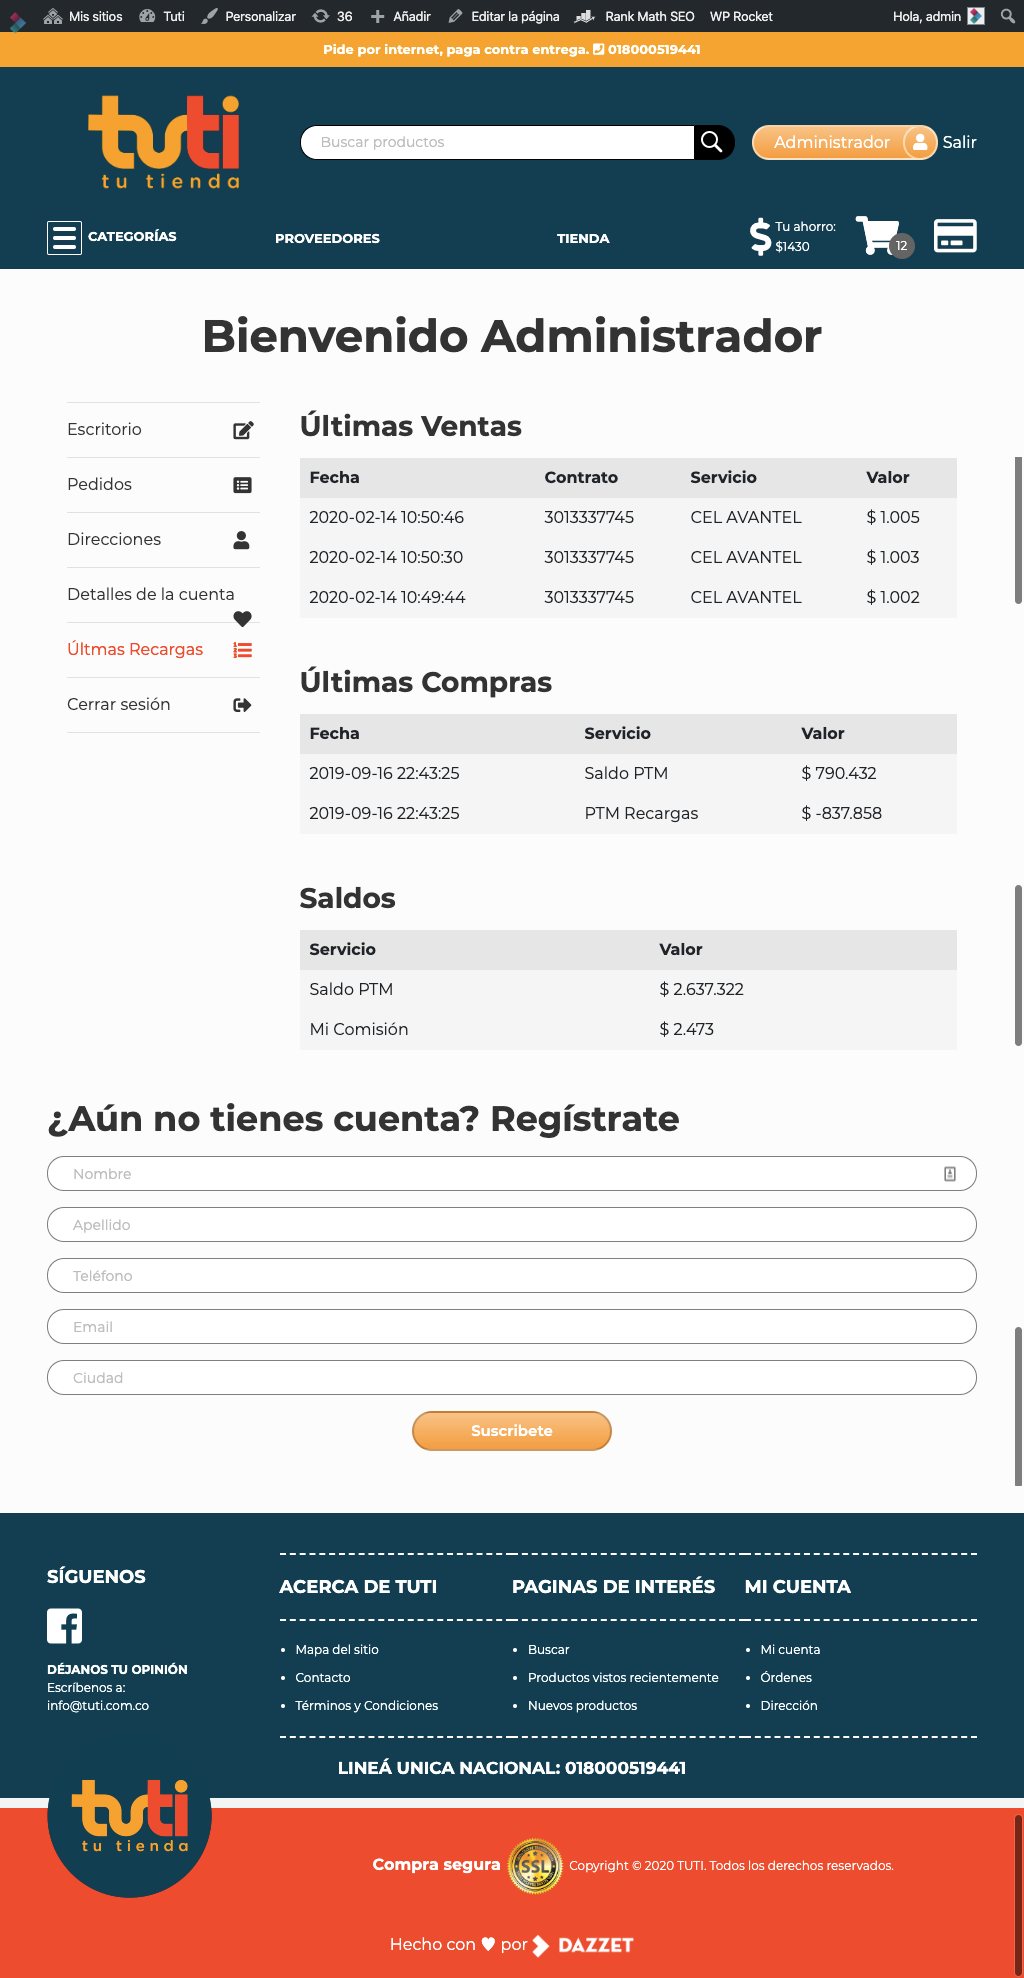 Mis sitios Tuti Personalizar 36 Añadir Editar la página Rank Math SEO WP Rocket Hola, admin
Pide por internet, paga contra entrega. 018000519441
tuti
tu tienda
Buscar productos
Administrador
Salir
CATEGORÍAS
PROVEEDORES
TIENDA
Tu ahorro:
$1430
12
Bienvenido Administrador
Escritorio
Pedidos
Direcciones
Detalles de la cuenta
Últmas Recargas
Cerrar sesión
Últimas Ventas
Fecha Contrato Servicio Valor
2020-02-14 10:50:46 3013337745 CEL AVANTEL $ 1.005
2020-02-14 10:50:30 3013337745 CEL AVANTEL $ 1.003
2020-02-14 10:49:44 3013337745 CEL AVANTEL $ 1.002
Últimas Compras
Fecha Servicio Valor
2019-09-16 22:43:25 Saldo PTM $ 790.432
2019-09-16 22:43:25 PTM Recargas $ -837.858
Saldos
Servicio Valor
Saldo PTM $ 2.637.322
Mi Comisión $ 2.473
¿Aún no tienes cuenta? Regístrate
Nombre
Apellido
Teléfono
Email
Ciudad
Suscribete
SÍGUENOS
DÉJANOS TU OPINIÓN
Escríbenos a:
info@tuti.com.co
ACERCA DE TUTI
Mapa del sitio
Contacto
Términos y Condiciones
PAGINAS DE INTERÉS
Buscar
Productos vistos recientemente
Nuevos productos
MI CUENTA
Mi cuenta
Órdenes
Dirección
LINEÁ UNICA NACIONAL: 018000519441
tuti
tu tienda
Compra segura SSL Copyright © 2020 TUTI. Todos los derechos reservados.
Hecho con por DAZZET